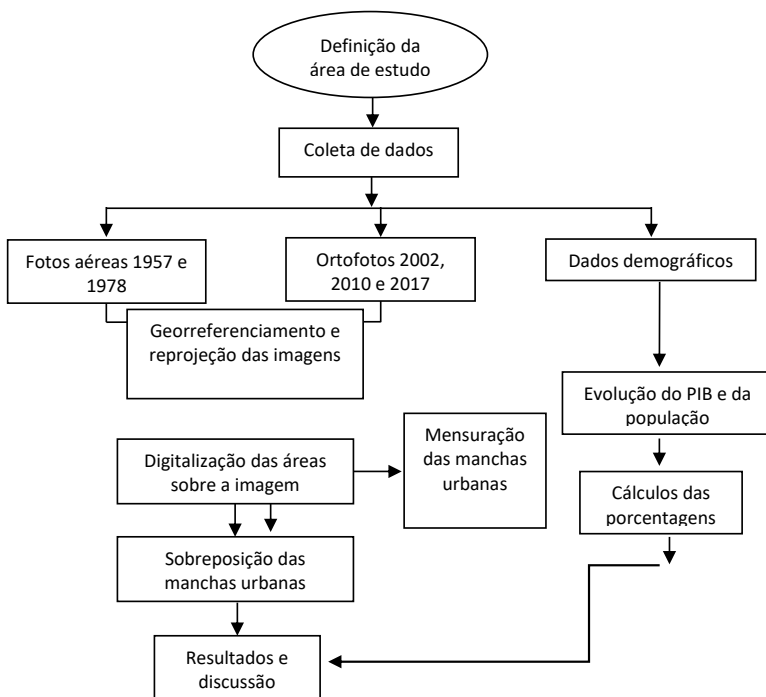 Definição da
área de estudo
Coleta de dados
Fotos aéreas 1957 e
1978
Ortofotos 2002,
2010 e 2017
Dados demográficos
Georreferenciamento e
reprojeção das imagens
Evolução do PIB e da
população
Digitalização das áreas
sobre a imagem
Mensuração
das manchas
urbanas
Cálculos das
porcentagens
Sobreposição das
manchas urbanas
Resultados e
discussão